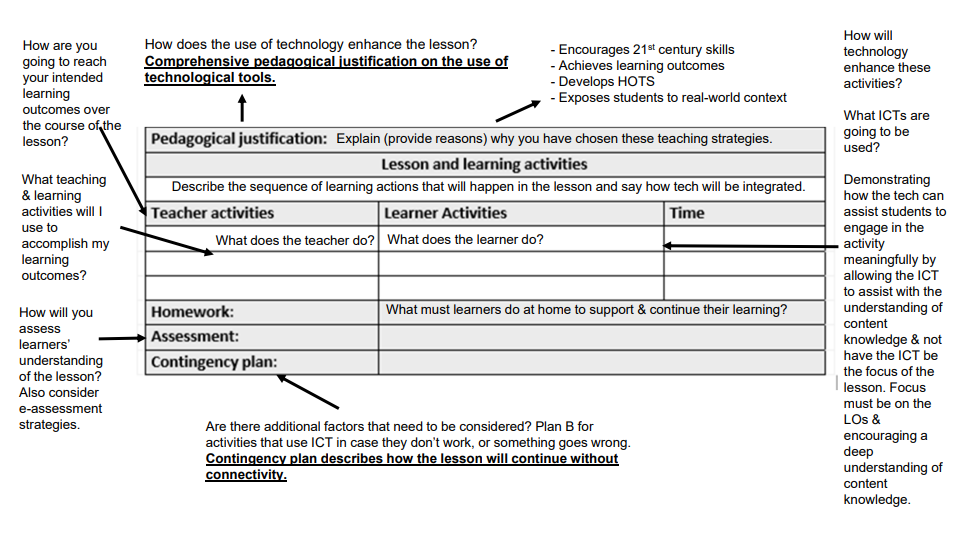 How are you
going to reach
your intended
learning
outcomes over
the course of the
lesson?
What teaching
& learning
activities will I
use to
accomplish my
learning
outcomes?
How will you
assess
learners’
understanding
of the lesson?
Also consider
e-assessment
strategies.
How does the use of technology enhance the lesson?
Comprehensive pedagogical justification on the use of
technological tools.
- Encourages 21st century skills
- Achieves learning outcomes
- Develops HOTS
- Exposes students to real-world context
Pedagogical justification: Explain (provide reasons) why you have chosen these teaching strategies.
Lesson and learning activities
Describe the sequence of learning actions that will happen in the lesson and say how tech will be integrated.
Teacher activities Learner Activities Time
What does the teacher do? What does the learner do?
Homework: What must learners do at home to support & continue their learning?
Assessment:
Contingency plan:
Are there additional factors that need to be considered? Plan B for
activities that use ICT in case they don’t work, or something goes wrong.
Contingency plan describes how the lesson will continue without
connectivity.
How will
technology
enhance these
activities?
What ICTs are
going to be
used?
Demonstrating
how the tech can
assist students to
engage in the
activity
meaningfully by
allowing the ICT
to assist with the
understanding of
content
knowledge & not
have the ICT be
the focus of the
lesson. Focus
must be on the
LOs &
encouraging a
deep
understanding of
content
knowledge.